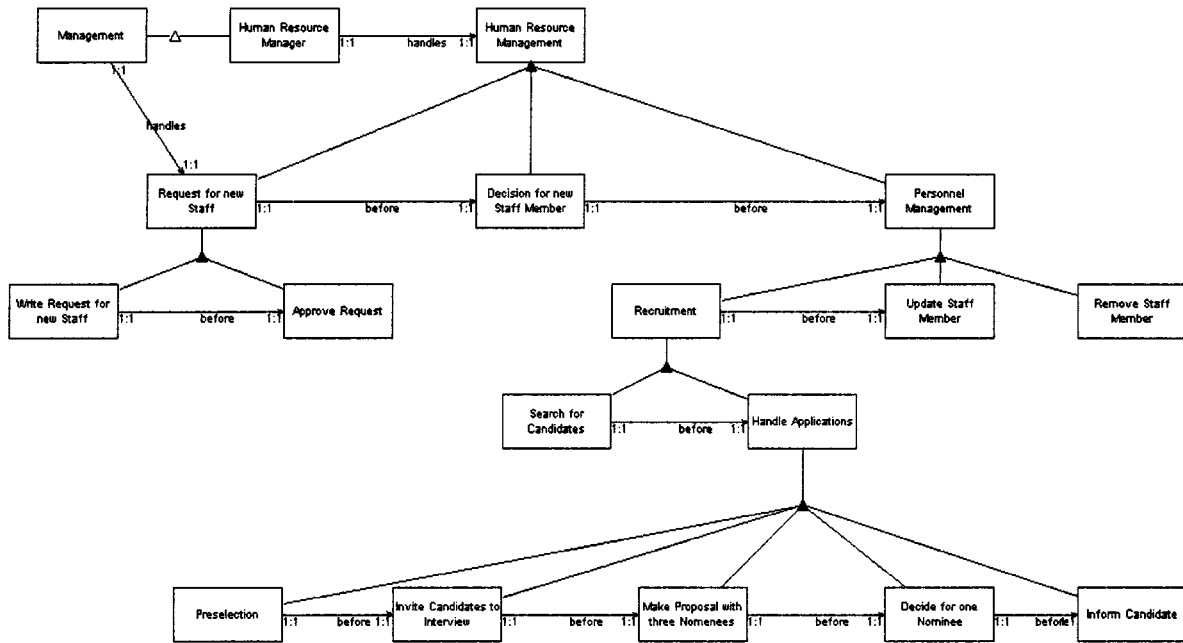 Management
Human Resource
Manager
1:1
handles
1:1
Human Resource
Management
1:1
handles
1:1
Request for new
Staff
1:1
before
1:1
Decision for new
Staff Member
1:1
before
1:1
Personnel
Management
Write Request for
new Staff
1:1
before
1:1
Approve Request
Recruitment
1:1
before
1:1
Update Staff
Member
Remove Staff
Member
Search for
Candidates
1:1
before
1:1
Handle Applications
Preselection
1:1
before
1:1
Invite Candidates to
Interview
1:1
before
1:1
Make Proposal with
three Nomenees
1:1
before
1:1
Decide for one
Nominee
1:1
before
1:1
Inform Candidate